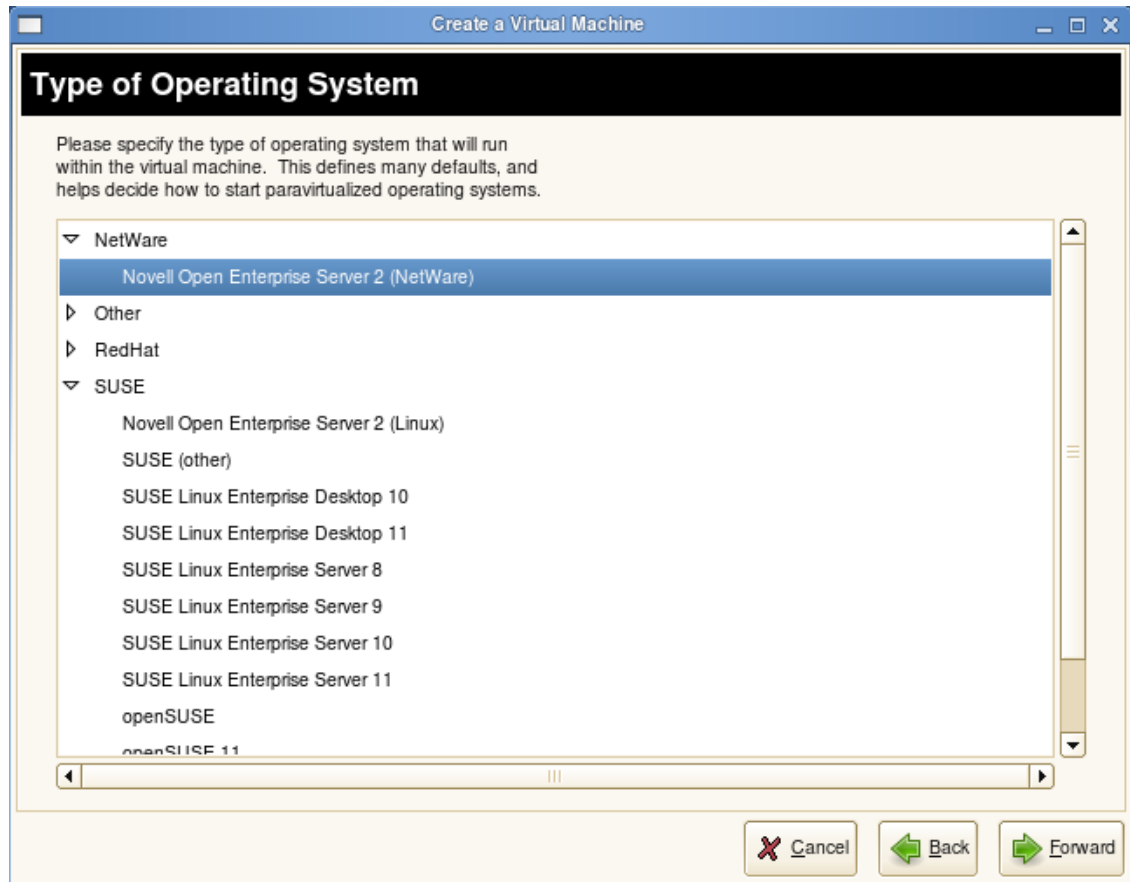 Create a Virtual Machine
Type of Operating System
Please specify the type of operating system that will run
within the virtual machine.  This defines many defaults, and
helps decide how to start paravirtualized operating systems.
NetWare
Novell Open Enterprise Server 2 (NetWare)
Other
RedHat
SUSE
Novell Open Enterprise Server 2 (Linux)
SUSE (other)
SUSE Linux Enterprise Desktop 10
SUSE Linux Enterprise Desktop 11
SUSE Linux Enterprise Server 8
SUSE Linux Enterprise Server 9
SUSE Linux Enterprise Server 10
SUSE Linux Enterprise Server 11
openSUSE
openSUSE 11
Cancel
Back
Forward